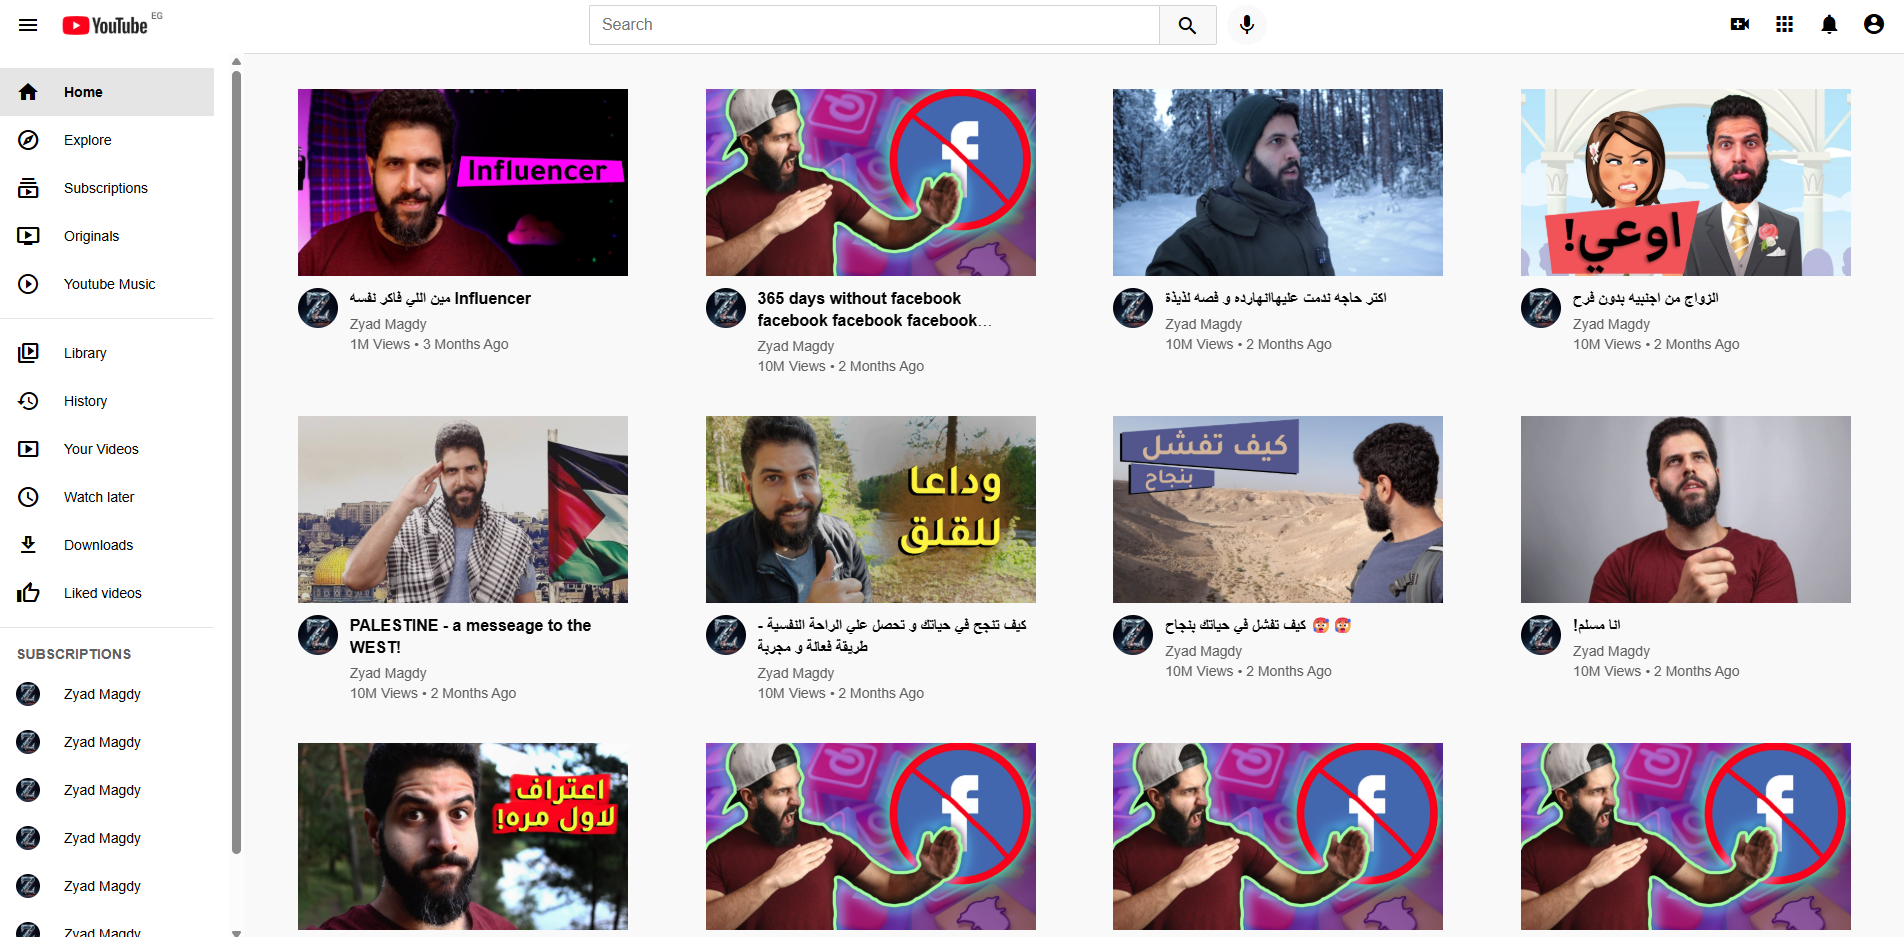 YouTube EG
Search
Home
Explore
Subscriptions
Originals
Youtube Music
Library
History
Your Videos
Watch later
Downloads
Liked videos
SUBSCRIPTIONS
Zyad Magdy
Zyad Magdy
Zyad Magdy
Zyad Magdy
Zyad Magdy
Zyad Magdy
Influencer
مين اللي فاكر نفسه Influencer
Zyad Magdy
1M Views • 3 Months Ago
365 days without facebook
facebook facebook facebook…
Zyad Magdy
10M Views • 2 Months Ago
اكتر حاجه ندمت عليهاانهارده و قصه لذيذة
Zyad Magdy
10M Views • 2 Months Ago
اوعي!
الزواج من اجنبيه بدون فرح
Zyad Magdy
10M Views • 2 Months Ago
PALESTINE - a messeage to the
WEST!
Zyad Magdy
10M Views • 2 Months Ago
وداعا
للقلق
كيف تنجح في حياتك و تحصل علي الراحة النفسية -
طريقة فعالة و مجربة
Zyad Magdy
10M Views • 2 Months Ago
كيف تفشل
بنجاح
كيف تفشل في حياتك بنجاح 🥵 🥵
Zyad Magdy
10M Views • 2 Months Ago
انا مسلم!
Zyad Magdy
10M Views • 2 Months Ago
اعتراف
لاول مره!